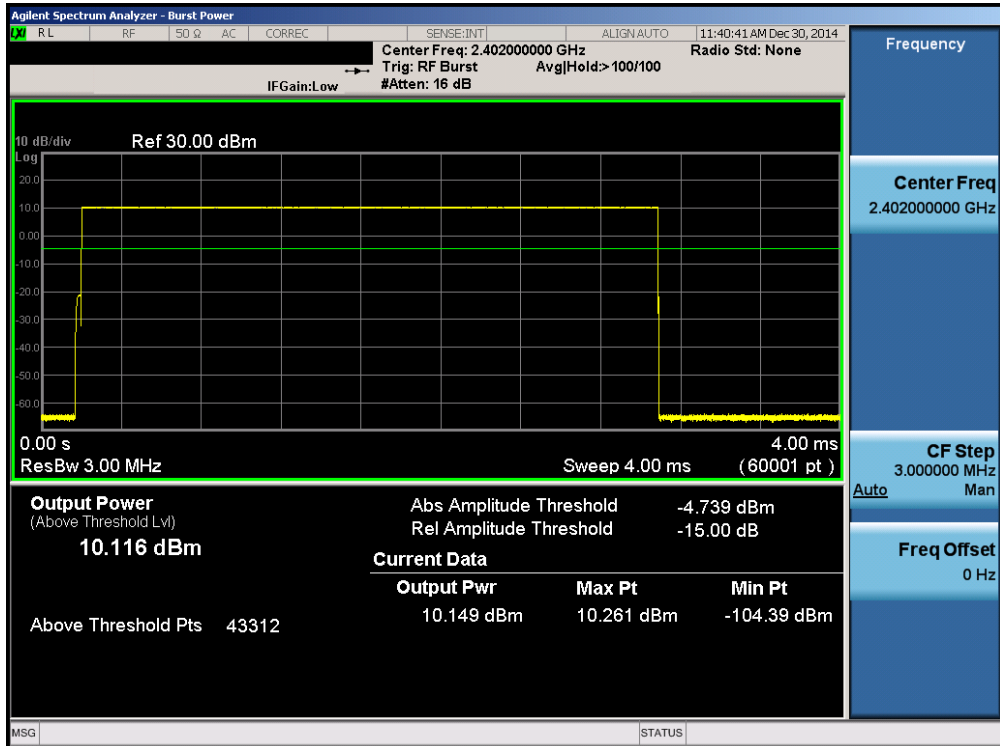 Agilent Spectrum Analyzer - Burst Power
LXI RL RF 50 Ω AC CORREC SENSE:INT ALIGN AUTO 11:40:41 AM Dec 30, 2014
Center Freq: 2.402000000 GHz Radio Std: None
Trig: RF Burst Avg|Hold:>100/100
IFGain:Low #Atten: 16 dB
10 dB/div Ref 30.00 dBm
Log
20.0
10.0
0.00
-10.0
-20.0
-30.0
-40.0
-50.0
-60.0
0.00 s 4.00 ms
ResBw 3.00 MHz Sweep 4.00 ms (60001 pt)
Output Power
(Above Threshold Lvl)
10.116 dBm
Above Threshold Pts 43312
Abs Amplitude Threshold -4.739 dBm
Rel Amplitude Threshold -15.00 dB
Current Data
Output Pwr Max Pt Min Pt
10.149 dBm 10.261 dBm -104.39 dBm
Frequency
Center Freq
2.402000000 GHz
CF Step
3.000000 MHz
Auto Man
Freq Offset
0 Hz
MSG STATUS